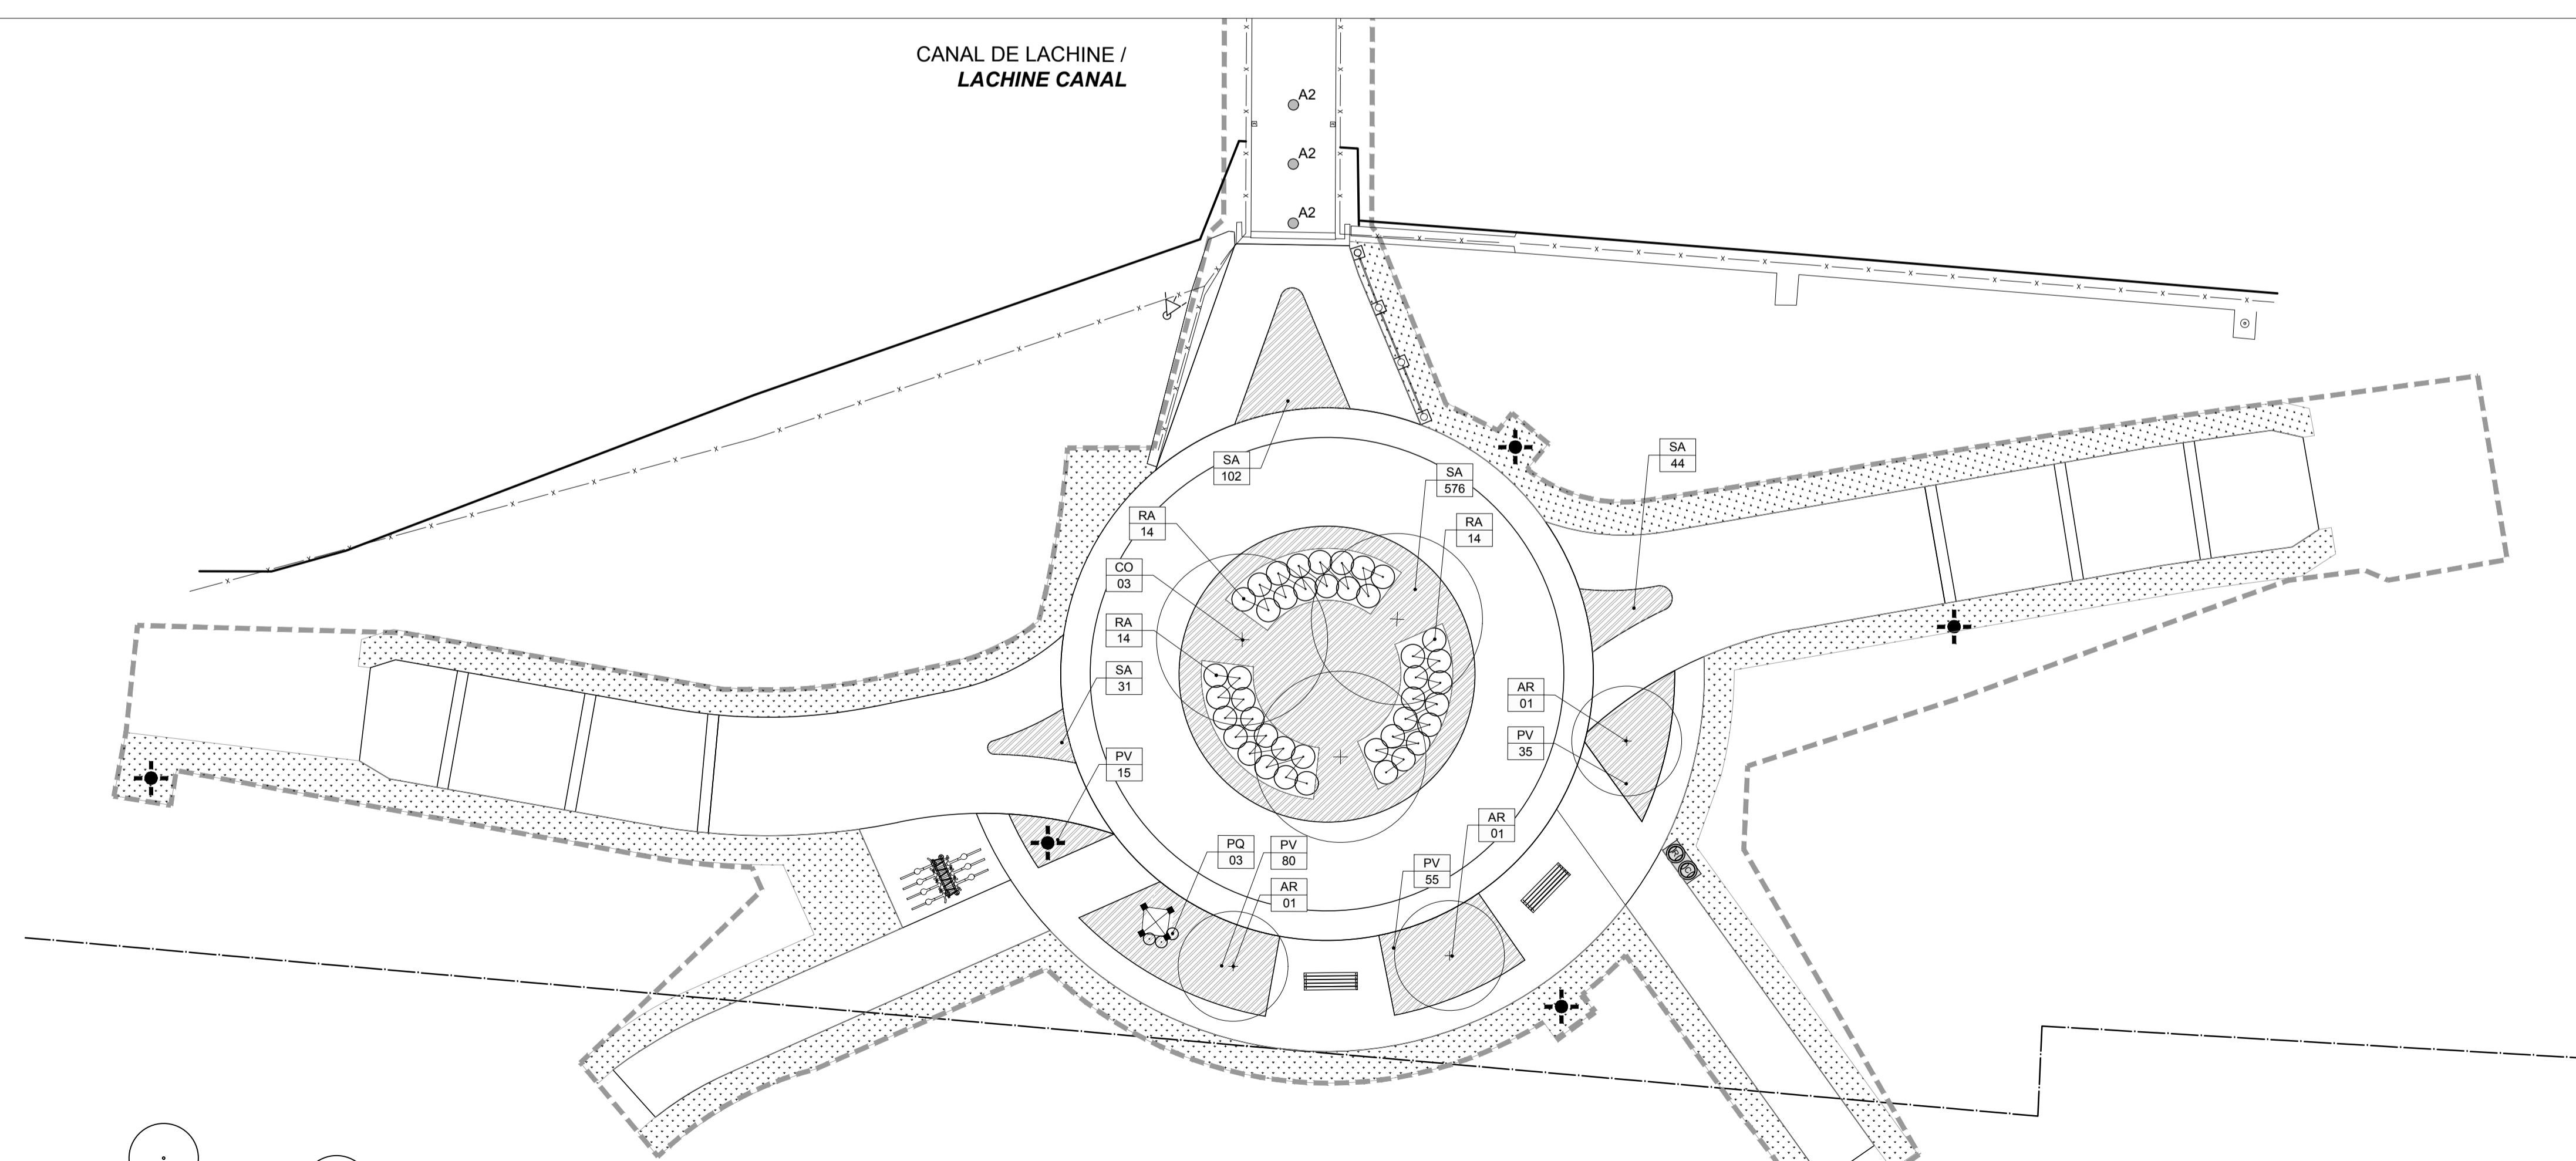 CANAL DE LACHINE /
LACHINE CANAL
A2
A2
A2
SA
102
SA
576
SA
44
RA
14
RA
14
CO
03
RA
14
SA
31
PV
15
AR
01
PV
35
PQ
03
PV
80
AR
01
AR
01
PV
55